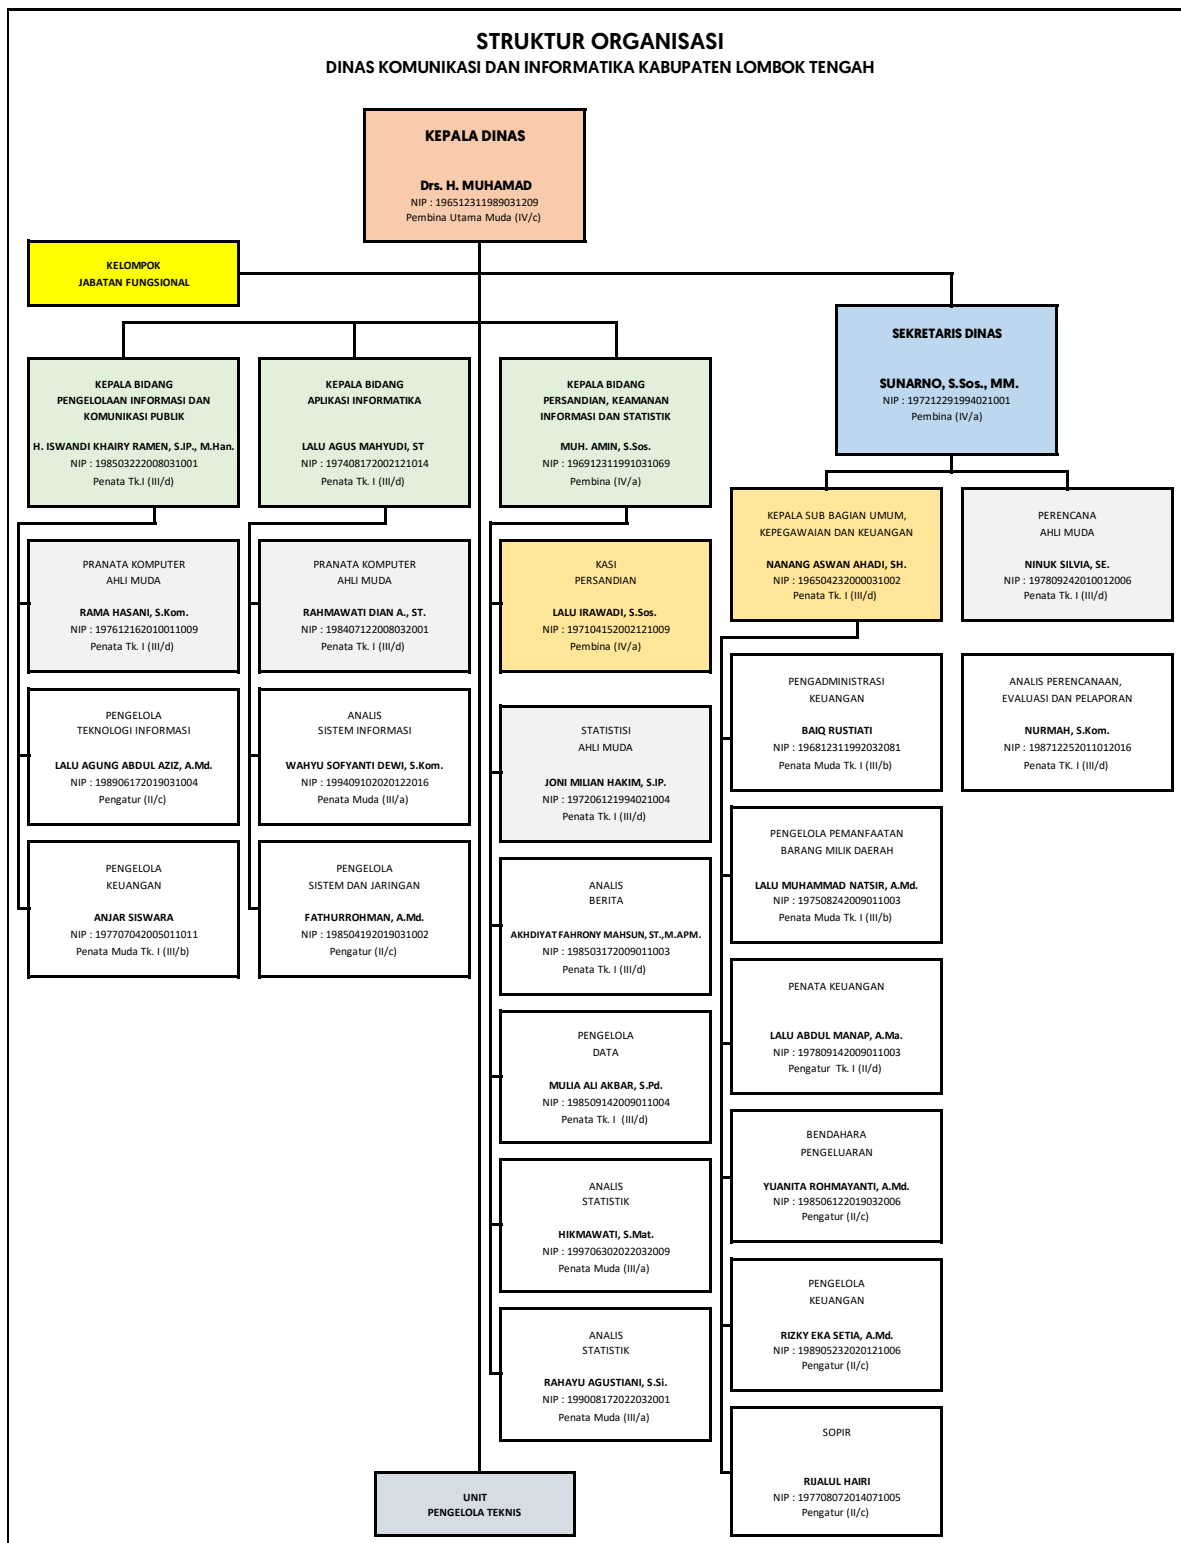 STRUKTUR ORGANISASI
DINAS KOMUNIKASI DAN INFORMATIKA KABUPATEN LOMBOK TENGAH
KEPALA DINAS
Drs. H. MUHAMAD
NIP : 196512311989031209
Pembina Utama Muda (IV/c)
KELOMPOK
JABATAN FUNGSIONAL
SEKRETARIS DINAS
SUNARNO, S.Sos., MM.
NIP : 197212291994021001
Pembina (IV/a)
KEPALA BIDANG
PENGELOLAAN INFORMASI DAN
KOMUNIKASI PUBLIK
H. ISWANDI KHAIRY RAMEN, S.IP., M.Han.
NIP : 198503222008031001
Penata Tk.I (III/d)
KEPALA BIDANG
APLIKASI INFORMATIKA
LALU AGUS MAHYUDI, ST
NIP : 197408172002121014
Penata Tk. I (III/d)
KEPALA BIDANG
PERSANDIAN, KEAMANAN
INFORMASI DAN STATISTIK
MUH. AMIN, S.Sos.
NIP : 196912311991031069
Pembina (IV/a)
PRANATA KOMPUTER
AHLI MUDA
RAMA HASANI, S.Kom.
NIP : 197612162010011009
Penata Tk. I (III/d)
PENGELOLA
TEKNOLOGI INFORMASI
LALU AGUNG ABDUL AZIZ, A.Md.
NIP : 198906172019031004
Pengatur (II/c)
PENGELOLA
KEUANGAN
ANJAR SISWARA
NIP : 197707042005011011
Penata Muda Tk. I (III/b)
PRANATA KOMPUTER
AHLI MUDA
RAHMAWATI DIAN A., ST.
NIP : 198407122008032001
Penata Tk. I (III/d)
ANALIS
SISTEM INFORMASI
WAHYU SOFYANTI DEWI, S.Kom.
NIP : 199409102020122016
Penata Muda (III/a)
PENGELOLA
SISTEM DAN JARINGAN
FATHURROHMAN, A.Md.
NIP : 198504192019031002
Pengatur (II/c)
KASI
PERSANDIAN
LALU IRAWADI, S.Sos.
NIP : 197104152002121009
Pembina (IV/a)
STATISTISI
AHLI MUDA
JONI MILIAN HAKIM, S.IP.
NIP : 197206121994021004
Penata Tk. I (III/d)
ANALIS
BERITA
AKHDIYAT FAHRONY MAHSUN, ST.,M.APM.
NIP : 198503172009011003
Penata Tk. I (III/d)
PENGELOLA
DATA
MULIA ALI AKBAR, S.Pd.
NIP : 198509142009011004
Penata Tk. I (III/d)
ANALIS
STATISTIK
HIKMAWATI, S.Mat.
NIP : 199706302022032009
Penata Muda (III/a)
ANALIS
STATISTIK
RAHAYU AGUSTIANI, S.Si.
NIP : 199008172022032001
Penata Muda (III/a)
KEPALA SUB BAGIAN UMUM,
KEPEGAWAIAN DAN KEUANGAN
NANANG ASWAN AHADI, SH.
NIP : 196504232000031002
Penata Tk. I (III/d)
PENGADMINISTRASI
KEUANGAN
BAIQ RUSTIATI
NIP : 196812311992032081
Penata Muda Tk. I (III/b)
PENGELOLA PEMANFAATAN
BARANG MILIK DAERAH
LALU MUHAMMAD NATSIR, A.Md.
NIP : 197508242009011003
Penata Muda Tk. I (III/b)
PENATA KEUANGAN
LALU ABDUL MANAP, A.Ma.
NIP : 197809142009011003
Pengatur Tk. I (II/d)
BENDAHARA
PENGELUARAN
YUANITA ROHMAYANTI, A.Md.
NIP : 198506122019032006
Pengatur (II/c)
PENGELOLA
KEUANGAN
RIZKY EKA SETIA, A.Md.
NIP : 198905232020121006
Pengatur (II/c)
SOPIR
RIJALUL HAIRI
NIP : 197708072014071005
Pengatur (II/c)
PERENCANA
AHLI MUDA
NINUK SILVIA, SE.
NIP : 197809242010012006
Penata Tk. I (III/d)
ANALIS PERENCANAAN,
EVALUASI DAN PELAPORAN
NURMAH, S.Kom.
NIP : 198712252011012016
Penata Tk. I (III/d)
UNIT
PENGELOLA TEKNIS